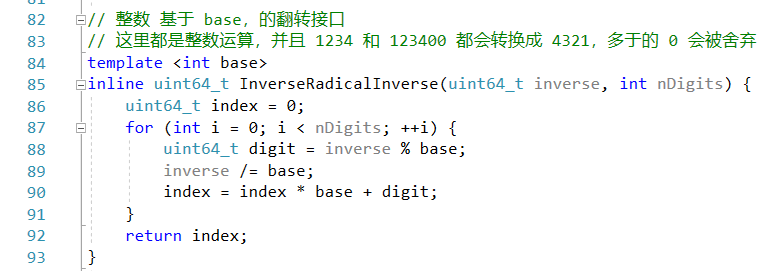 82 // 整数 基于 base，的翻转接口
83 // 这里都是整数运算，并且 1234 和 123400 都会转换成 4321，多于的 0 会被舍弃
84 template <int base>
85 inline uint64_t InverseRadicalInverse(uint64_t inverse, int nDigits) {
86 uint64_t index = 0;
87 for (int i = 0; i < nDigits; ++i) {
88 uint64_t digit = inverse % base;
89 inverse /= base;
90 index = index * base + digit;
91 }
92 return index;
93 }